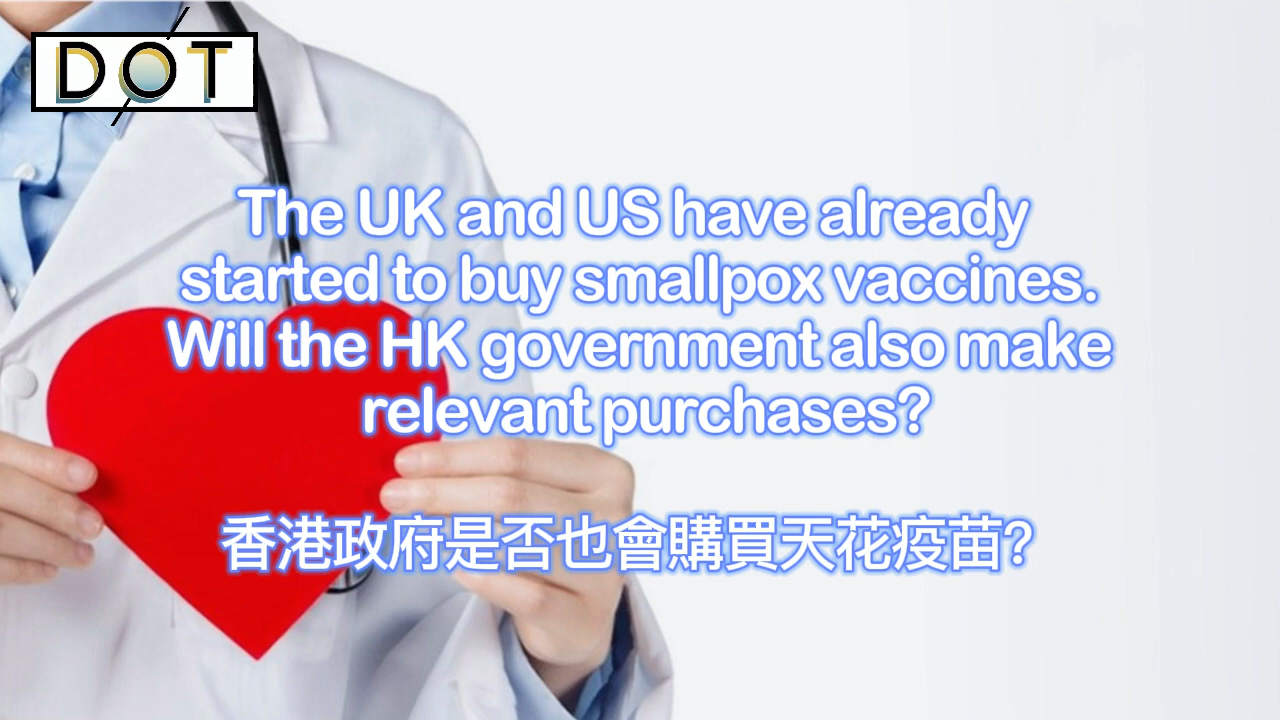 DOT
The UK and US have already
started to buy smallpox vaccines.
Will the HK government also make
relevant purchases?
香港政府是否也會購買天花疫苗?